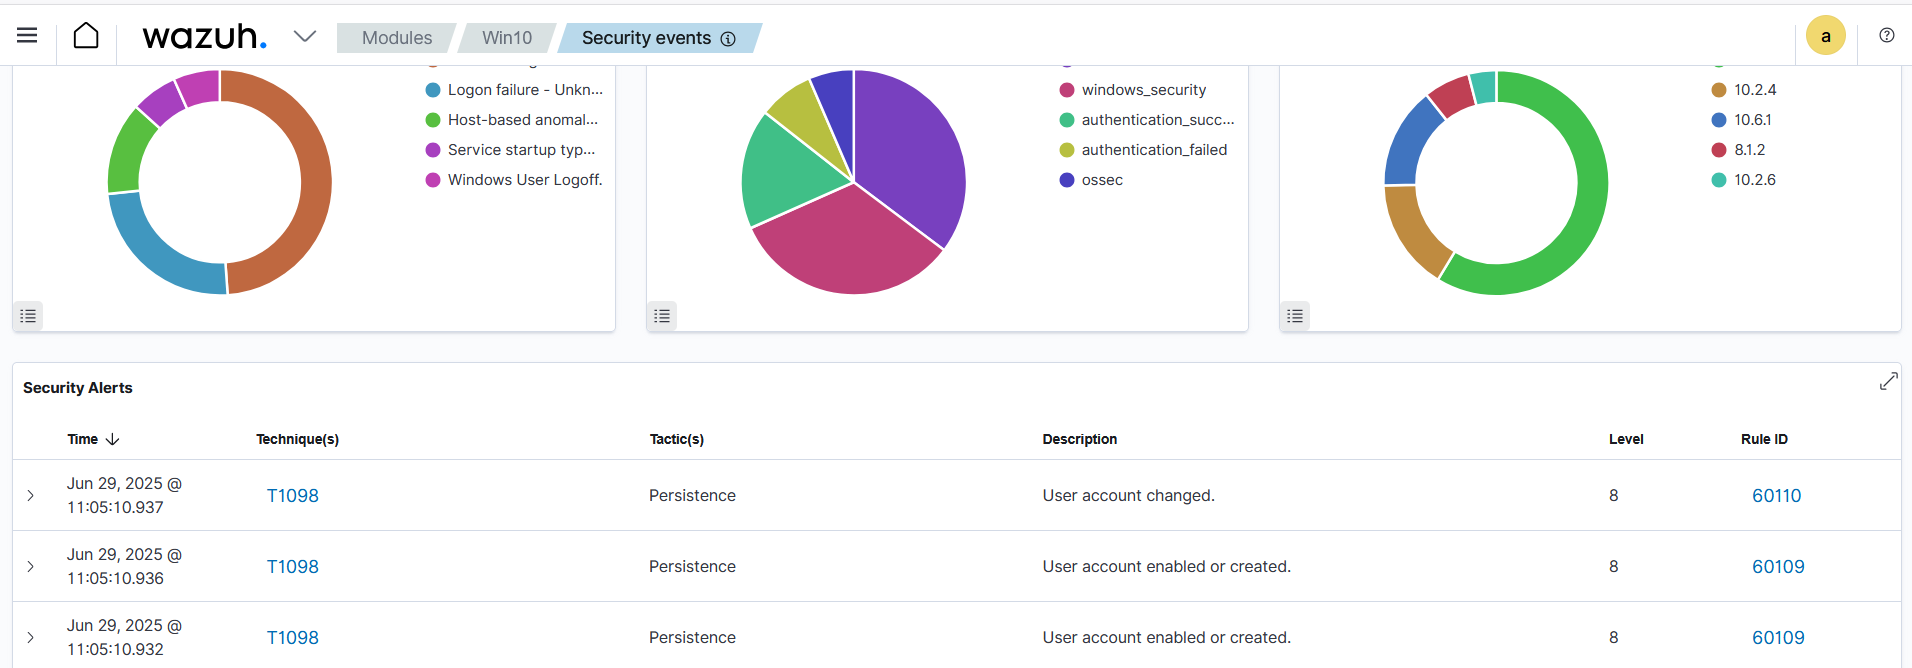 wazuh.
Modules
Win10
Security events
a
Logon failure - Unkn...
Host-based anomal...
Service startup typ...
Windows User Logoff.
windows_security
authentication_succ...
authentication_failed
ossec
10.2.4
10.6.1
8.1.2
10.2.6
Security Alerts
Time Technique(s) Tactic(s) Description Level Rule ID
Jun 29, 2025 @
11:05:10.937
T1098 Persistence User account changed. 8 60110
Jun 29, 2025 @
11:05:10.936
T1098 Persistence User account enabled or created. 8 60109
Jun 29, 2025 @
11:05:10.932
T1098 Persistence User account enabled or created. 8 60109